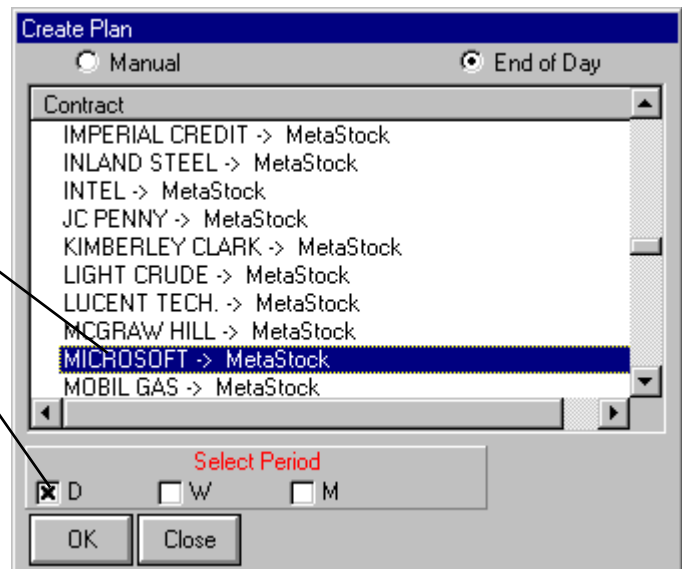 Create Plan
Manual End of Day
Contract
IMPERIAL CREDIT -> MetaStock
INLAND STEEL -> MetaStock
INTEL -> MetaStock
JC PENNY -> MetaStock
KIMBERLEY CLARK -> MetaStock
LIGHT CRUDE -> MetaStock
LUCENT TECH. -> MetaStock
MCGRAW HILL -> MetaStock
MICROSOFT -> MetaStock
MOBIL GAS -> MetaStock
Select Period
D W M
OK Close